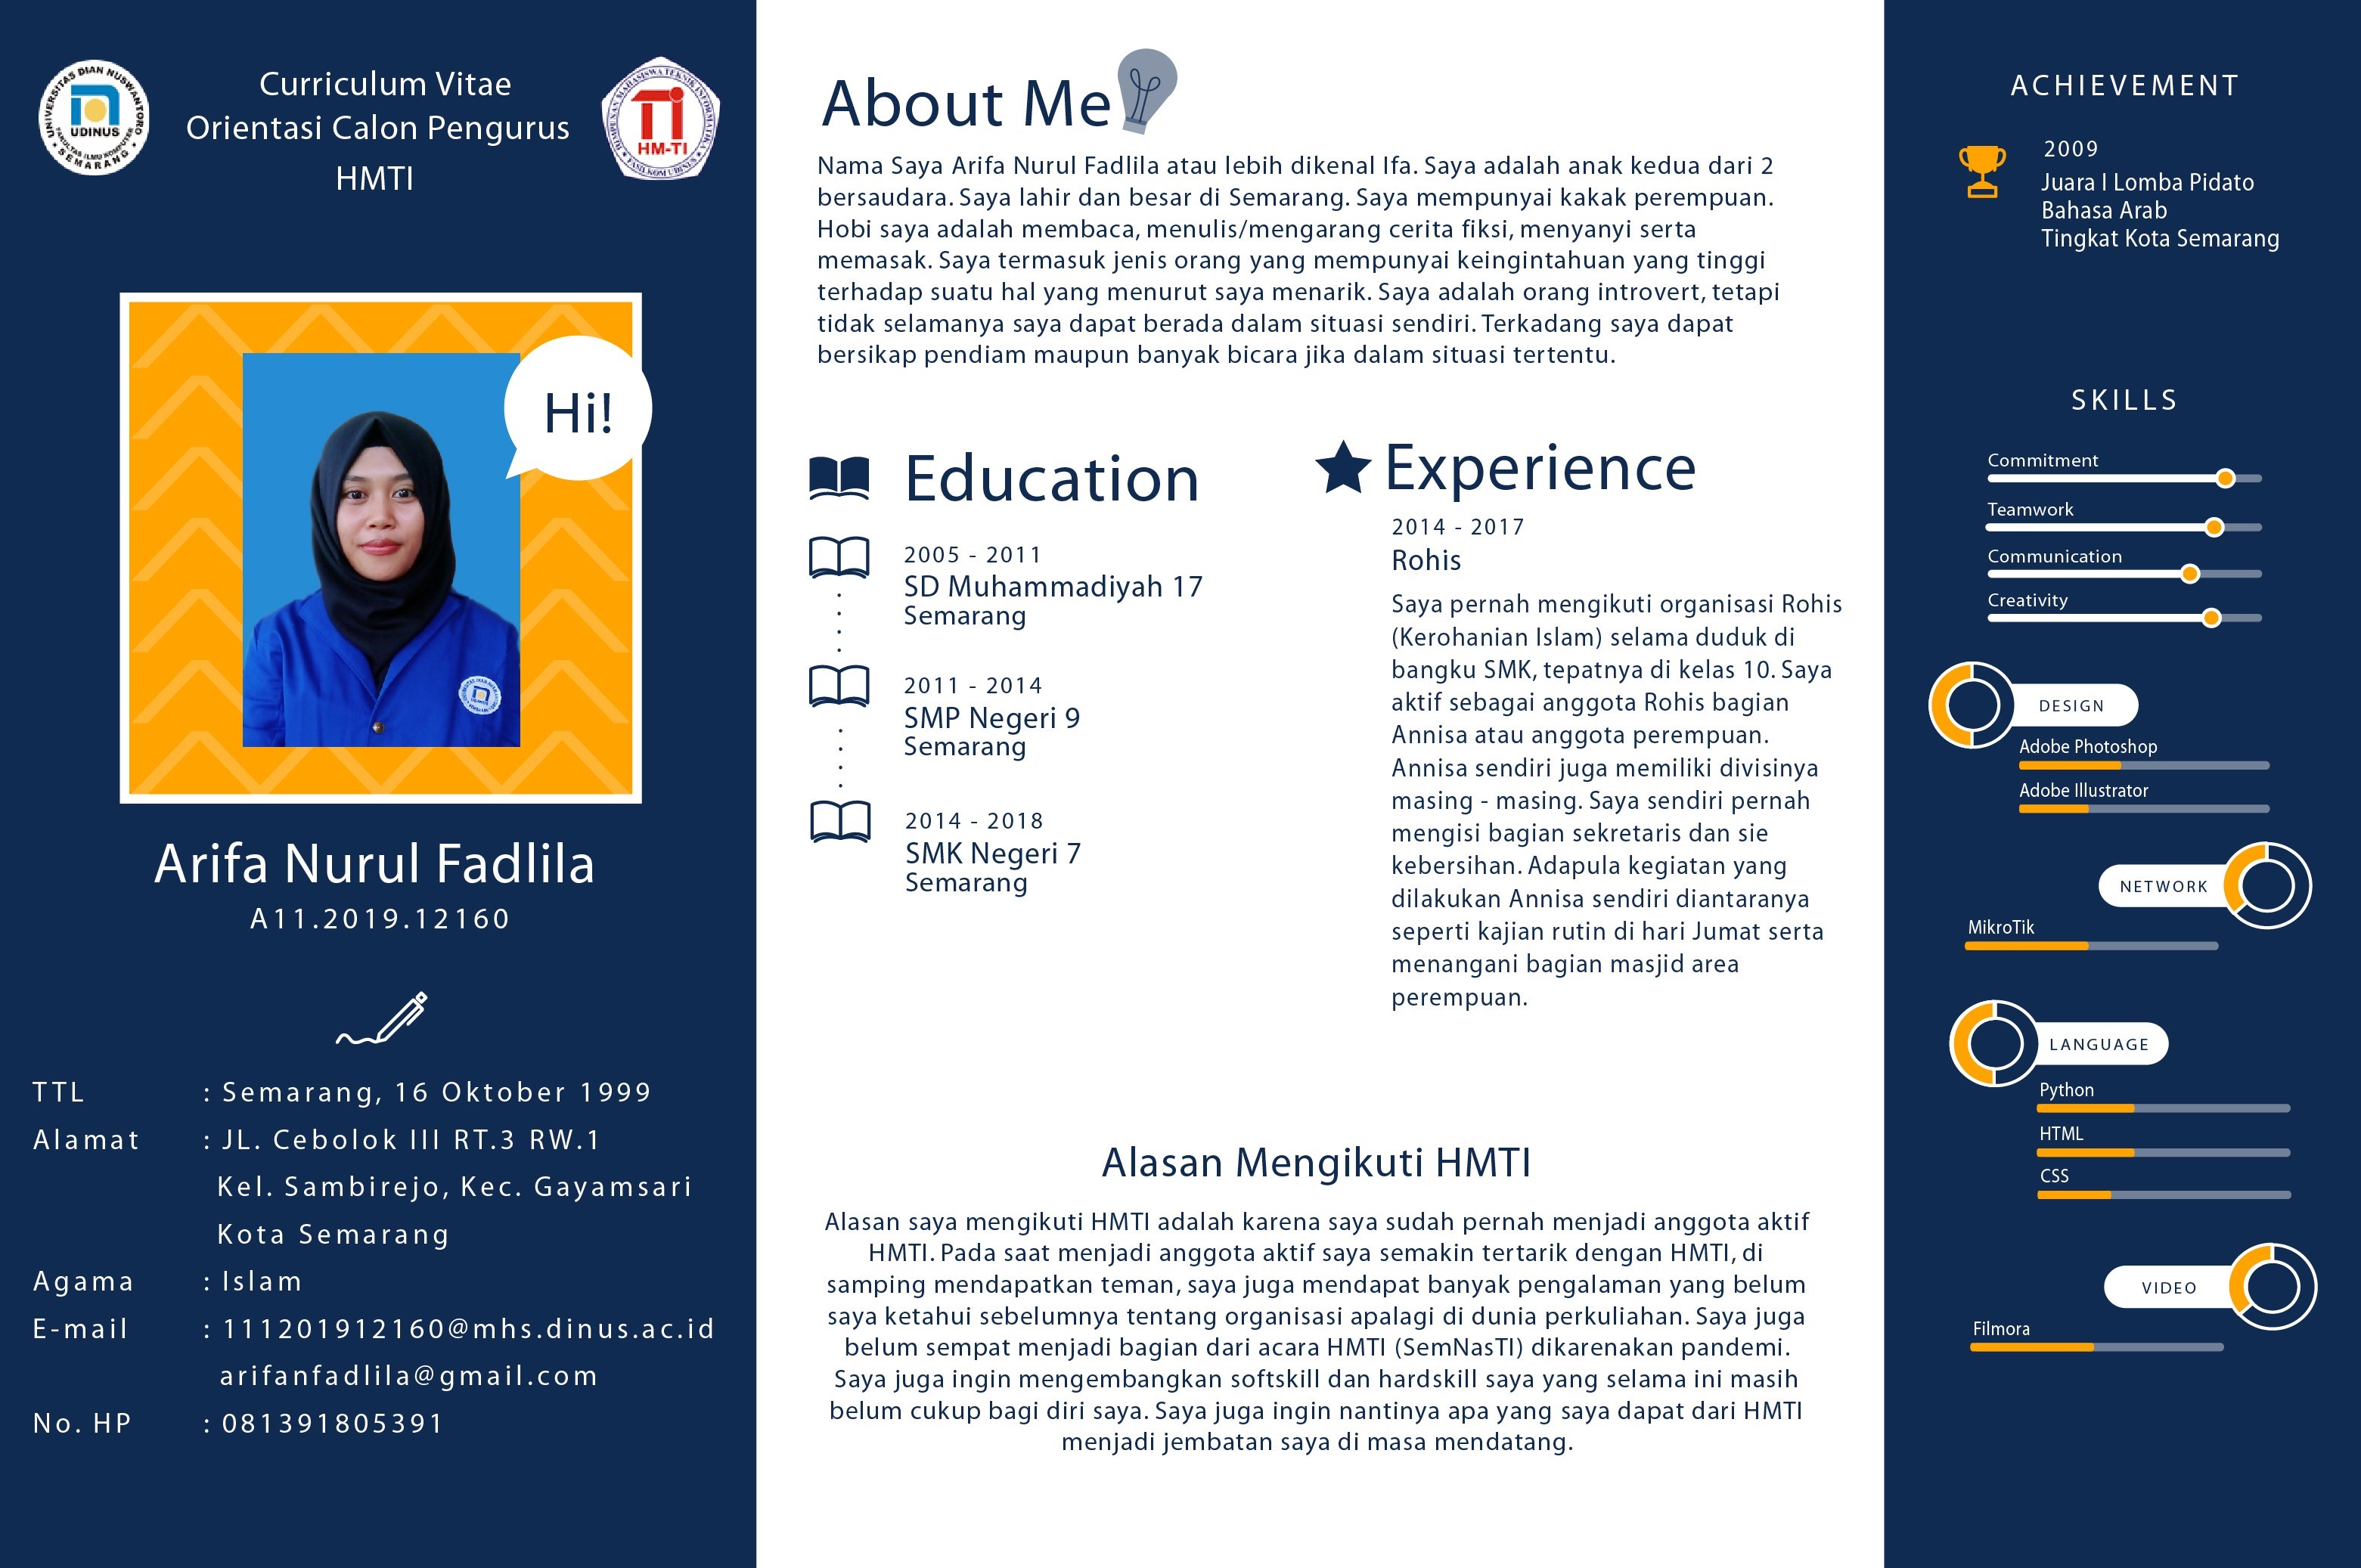 Curriculum Vitae
Orientasi Calon Pengurus
HMTI
UNIVERSITAS DIAN NUSWANTORO
UDINUS
FAKULTAS ILMU KOMPUTER
SEMARANG
HIMPUNAN MAHASISWA TEKNIK INFORMATIKA
HM-TI
FASILKOM UDINUS
Hi!
Arifa Nurul Fadlila
A11.2019.12160
TTL : Semarang, 16 Oktober 1999
Alamat : JL. Cebolok III RT.3 RW.1
Kel. Sambirejo, Kec. Gayamsari
Kota Semarang
Agama : Islam
E-mail : 111201912160@mhs.dinus.ac.id
arifanfadlila@gmail.com
No. HP : 081391805391
About Me
Nama Saya Arifa Nurul Fadlila atau lebih dikenal Ifa. Saya adalah anak kedua dari 2
bersaudara. Saya lahir dan besar di Semarang. Saya mempunyai kakak perempuan.
Hobi saya adalah membaca, menulis/mengarang cerita fiksi, menyanyi serta
memasak. Saya termasuk jenis orang yang mempunyai keingintahuan yang tinggi
terhadap suatu hal yang menurut saya menarik. Saya adalah orang introvert, tetapi
tidak selamanya saya dapat berada dalam situasi sendiri. Terkadang saya dapat
bersikap pendiam maupun banyak bicara jika dalam situasi tertentu.
Education
2005 - 2011
SD Muhammadiyah 17
Semarang
2011 - 2014
SMP Negeri 9
Semarang
2014 - 2018
SMK Negeri 7
Semarang
Experience
2014 - 2017
Rohis
Saya pernah mengikuti organisasi Rohis
(Kerohanian Islam) selama duduk di
bangku SMK, tepatnya di kelas 10. Saya
aktif sebagai anggota Rohis bagian
Annisa atau anggota perempuan.
Annisa sendiri juga memiliki divisinya
masing - masing. Saya sendiri pernah
mengisi bagian sekretaris dan sie
kebersihan. Adapula kegiatan yang
dilakukan Annisa sendiri diantaranya
seperti kajian rutin di hari Jumat serta
menangani bagian masjid area
perempuan.
Alasan Mengikuti HMTI
Alasan saya mengikuti HMTI adalah karena saya sudah pernah menjadi anggota aktif
HMTI. Pada saat menjadi anggota aktif saya semakin tertarik dengan HMTI, di
samping mendapatkan teman, saya juga mendapat banyak pengalaman yang belum
saya ketahui sebelumnya tentang organisasi apalagi di dunia perkuliahan. Saya juga
belum sempat menjadi bagian dari acara HMTI (SemNasTI) dikarenakan pandemi.
Saya juga ingin mengembangkan softskill dan hardskill saya yang selama ini masih
belum cukup bagi diri saya. Saya juga ingin nantinya apa yang saya dapat dari HMTI
menjadi jembatan saya di masa mendatang.
ACHIEVEMENT
2009
Juara I Lomba Pidato
Bahasa Arab
Tingkat Kota Semarang
SKILLS
Commitment
Teamwork
Communication
Creativity
DESIGN
Adobe Photoshop
Adobe Illustrator
NETWORK
MikroTik
LANGUAGE
Python
HTML
CSS
VIDEO
Filmora